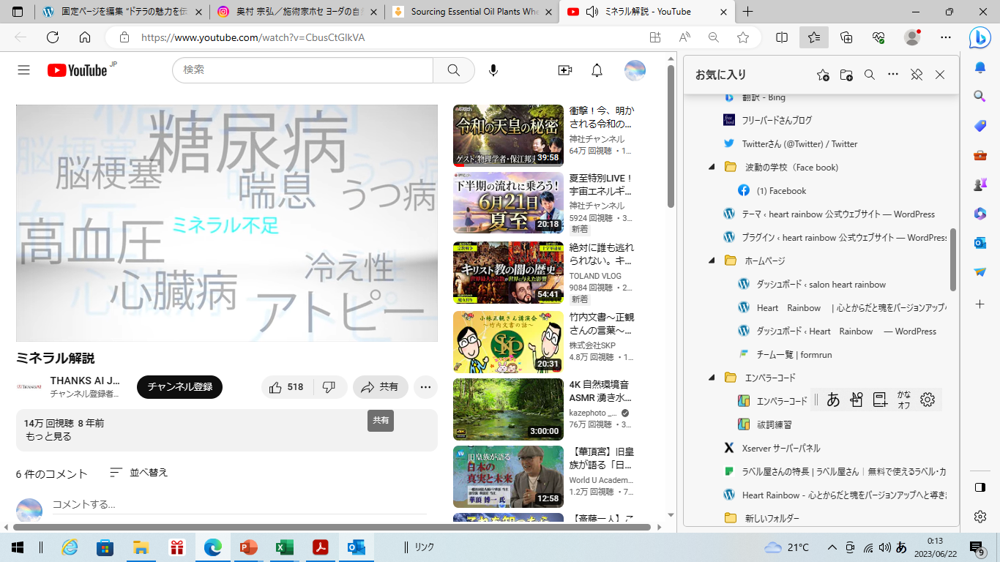 固定ページを編集 "ドテラの魅力を伝
奥村 宗弘／施術家ホセ ヨーダの自然
Sourcing Essential Oil Plants Whe
ミネラル解説 - YouTube
https://www.youtube.com/watch?v=CbusCtGlkVA
YouTube JP
検索
糖尿病
脳梗塞
喘息
うつ病
ミネラル不足
高血圧
冷え性
心臓病
アトピー
ミネラル解説
THANKS AI J...
チャンネル登録者...
チャンネル登録
518
共有
共有
14万 回視聴 8 年前
もっと見る
6 件のコメント
並べ替え
コメントする...
令和の天皇の秘密
ゲスト:物理学者・保江邦夫
39:58
衝撃！今、明か
される令和の...
神社チャンネル
64万 回視聴 ・1...
下半期の流れに乗ろう!
6月21日
夏至
20:18
夏至特別LIVE！
宇宙エネルギ...
神社チャンネル
5924 回視聴 ・3...
新着
キリスト教の闇の歴史
世界最大の宗教が世界に与えた影響
54:41
絶対に誰も逃れ
られない。キ...
TOLAND VLOG
9084 回視聴 ・2...
新着
小林正観さん講演会
～竹内文書の話～
SKP
20:31
竹内文書～正観
さんの言葉～...
株式会社SKP
4.8万 回視聴 ・1...
4K
3:00:00
4K 自然環境音
ASMR 湧き水...
kazephoto _...
76万 回視聴 ・3...
旧皇族が語る
日本の
真実と未来
華頂 博一 氏
12:58
【華頂宮】旧皇
族が語る「日...
World U Academ...
1.2万 回視聴 ・7...
【斎藤一人】こ
お気に入り
翻訳 - Bing
フリーバードさんブログ
Twitterさん (@Twitter) / Twitter
波動の学校（Face book)
(1) Facebook
テーマ ‹ heart rainbow 公式ウェブサイト — WordPress
プラグイン ‹ heart rainbow 公式ウェブサイト — WordPress
ホームページ
ダッシュボード ‹ salon heart rainbow
Heart　Rainbow　| 心とからだと魂をバージョンアップへ
ダッシュボード ‹ Heart　Rainbow　— WordPress
チーム一覧 | formrun
エンペラーコード
エンペラーコード
あ
かな
オフ
祓詞練習
Xserver サーバーパネル
ラベル屋さんの特長 | ラベル屋さん｜無料で使えるラベル・カ
Heart Rainbow - 心とからだと魂をバージョンアップへと導きま
新しいフォルダー
リンク
21°C
あ
0:13
2023/06/22
9